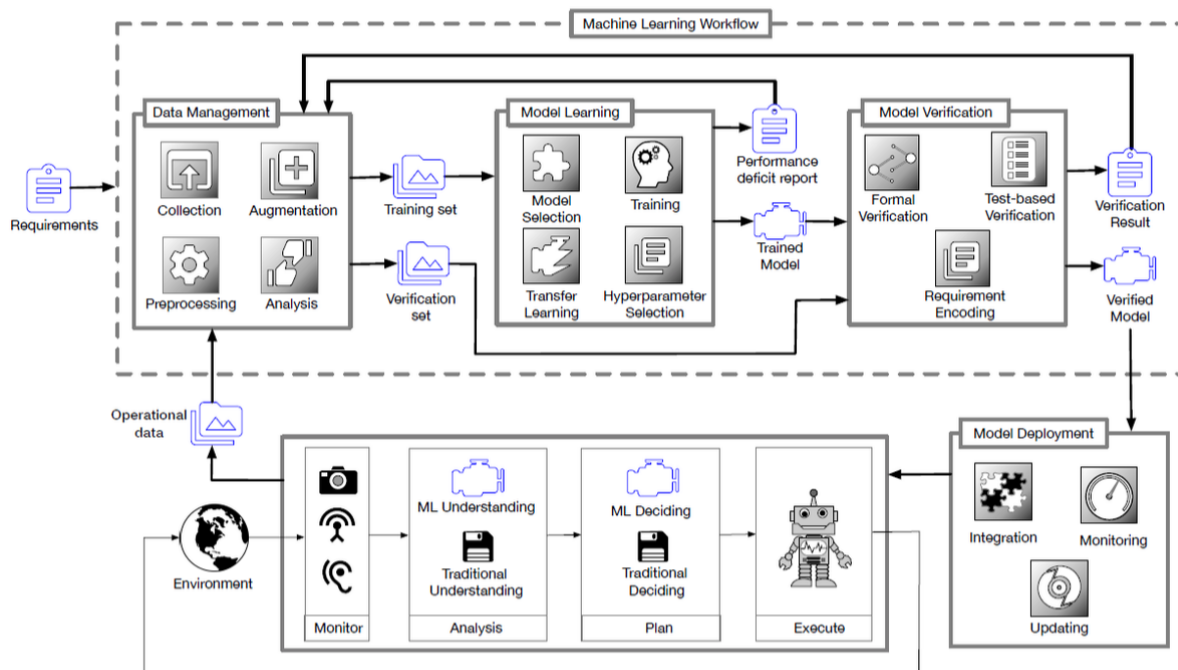 Machine Learning Workflow
Data Management
Model Learning
Model Verification
Requirements
Collection
Augmentation
Preprocessing
Analysis
Training set
Verification
set
Model
Selection
Training
Transfer
Learning
Hyperparameter
Selection
Performance
deficit report
Trained
Model
Formal
Verification
Test-based
Verification
Requirement
Encoding
Verification
Result
Verified
Model
Operational
data
Environment
Monitor
ML Understanding
Traditional
Understanding
Analysis
ML Deciding
Traditional
Deciding
Plan
Execute
Model Deployment
Integration
Monitoring
Updating